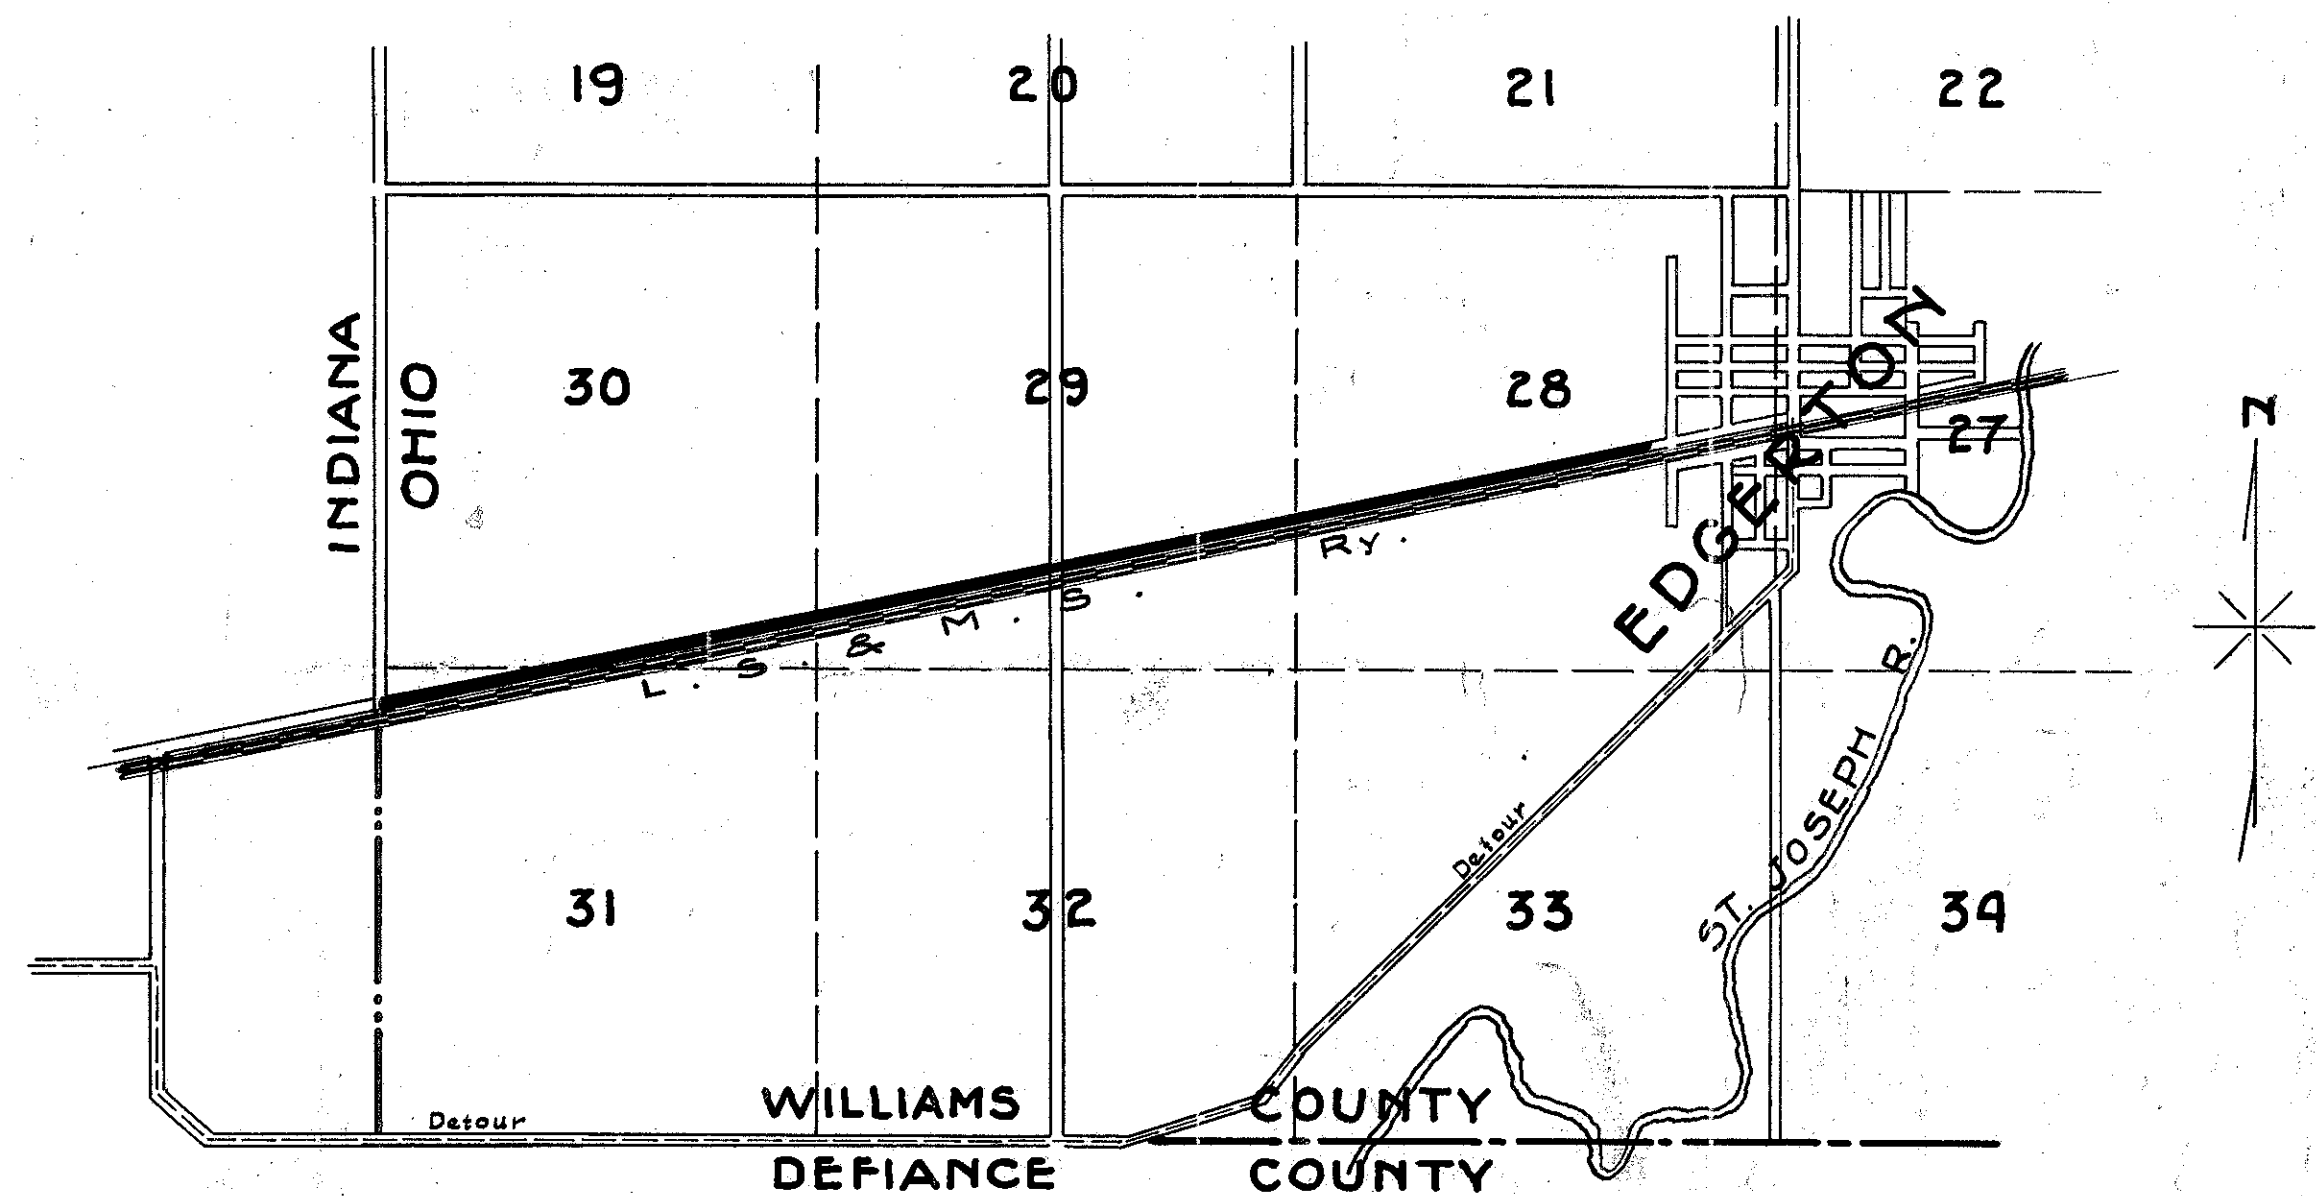 19 20 21 22
INDIANA
OHIO
30 29 28 27
EDGERTON
N
L. S. & M. S. RY.
ST. JOSEPH R.
Detour
31 32 33 34
Detour
WILLIAMS COUNTY
DEFIANCE COUNTY